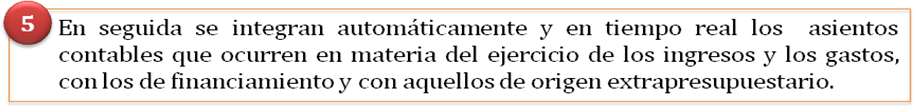 5
En seguida se integran automáticamente y en tiempo real los asientos
contables que ocurren en materia del ejercicio de los ingresos y los gastos,
con los de financiamiento y con aquellos de origen extrapresupuestario.